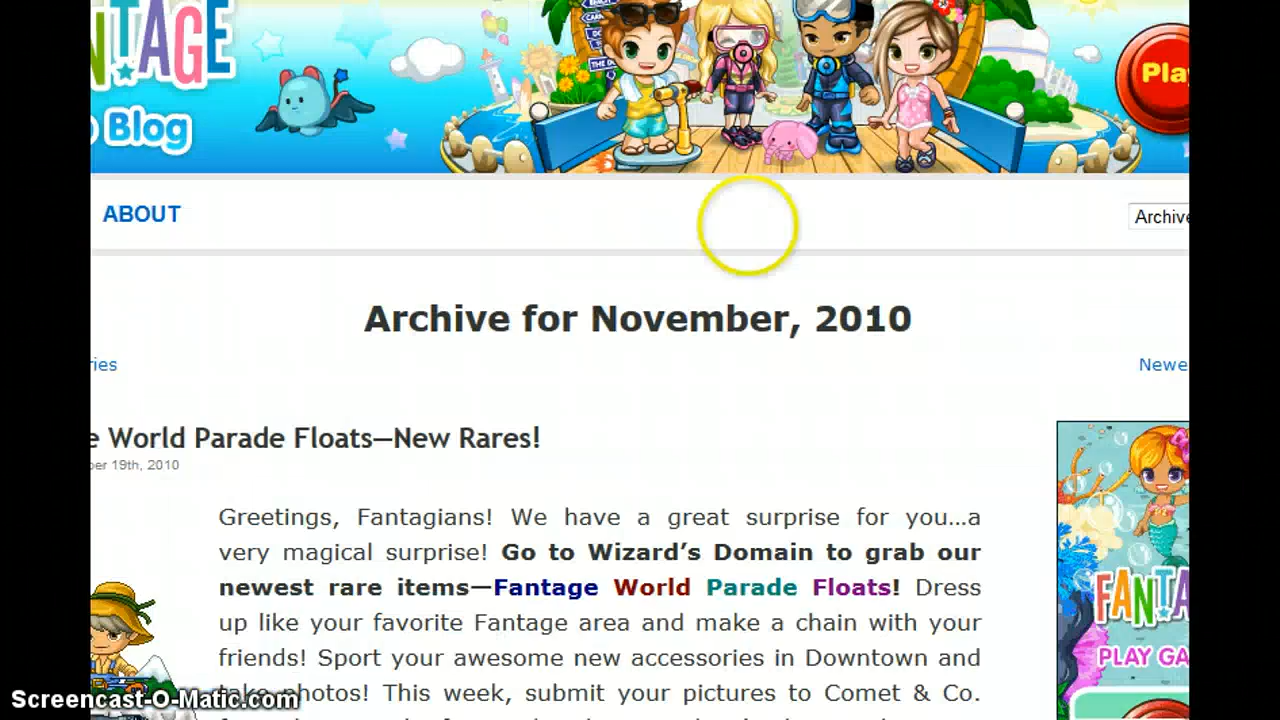 NTAGE
Blog
Pla
ABOUT
Archive
Archive for November, 2010
ries
Newe
e World Parade Floats—New Rares!
ber 19th, 2010
Greetings, Fantagians! We have a great surprise for you…a
very magical surprise! Go to Wizard’s Domain to grab our
newest rare items—Fantage World Parade Floats! Dress
up like your favorite Fantage area and make a chain with your
friends! Sport your awesome new accessories in Downtown and
take photos! This week, submit your pictures to Comet & Co.
FANTA
PLAY GA
Screencast-O-Matic.com